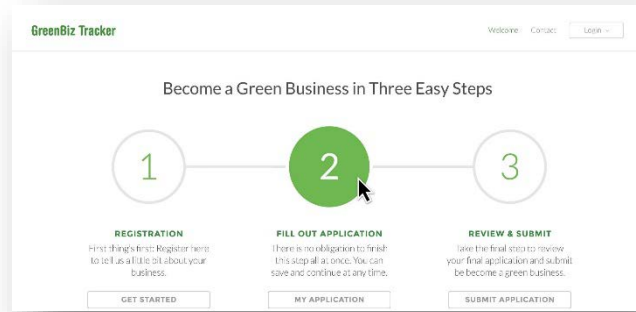 GreenBiz Tracker
Welcome Contact Login
Become a Green Business in Three Easy Steps
1 2 3
REGISTRATION
First thing's first: Register here
to tell us a little bit about your
business.
GET STARTED
FILL OUT APPLICATION
There is no obligation to finish
this step all at once. You can
save and continue at any time.
MY APPLICATION
REVIEW & SUBMIT
Take the final step to review
your final application and submit
be become a green business.
SUBMIT APPLICATION